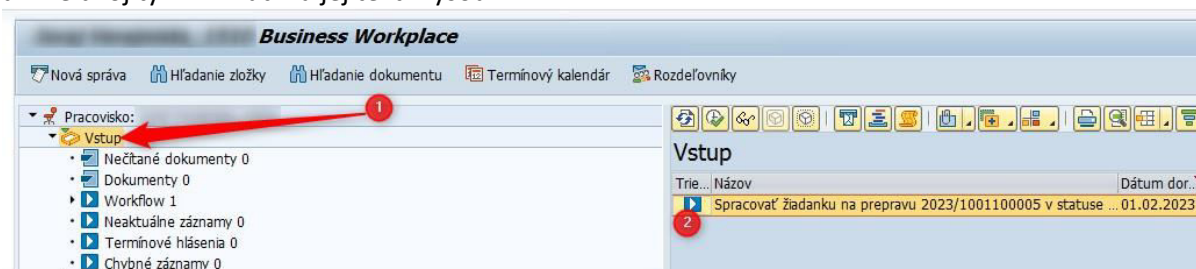 Business Workplace
Nová správa Hľadanie zložky Hľadanie dokumentu Termínový kalendár Rozdeľovníky
Pracovisko:
Vstup
Nečítané dokumenty 0
Dokumenty 0
Workflow 1
Neaktuálne záznamy 0
Termínové hlásenia 0
Chybné záznamy 0
1
Vstup
Trie... Názov Dátum dor..
Spracovať žiadanku na prepravu 2023/1001100005 v statuse ... 01.02.2023
2